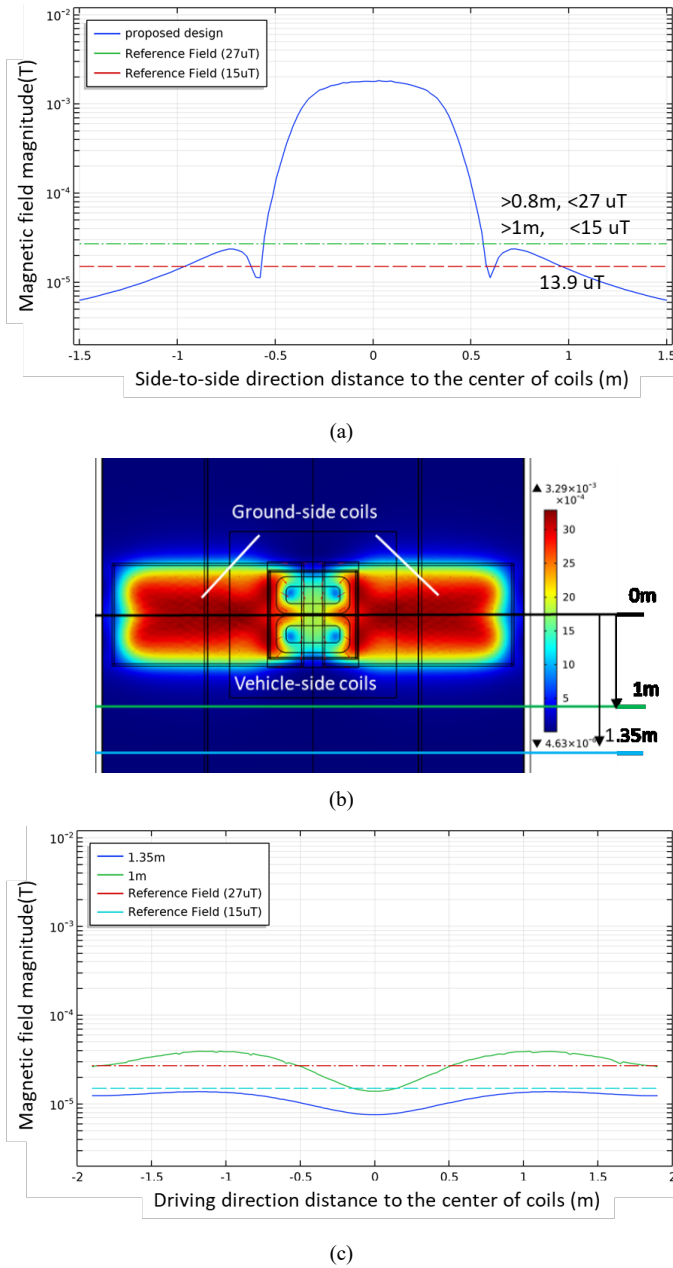 10⁻²
10⁻³
10⁻⁴
10⁻⁵
Magnetic field magnitude(T)
proposed design
Reference Field (27uT)
Reference Field (15uT)
>0.8m, <27 uT
>1m, <15 uT
13.9 uT
-1.5 -1 -0.5 0 0.5 1 1.5
Side-to-side direction distance to the center of coils (m)
(a)
Ground-side coils
Vehicle-side coils
▲ 3.29×10⁻³
×10⁻⁴
30
25
20
15
10
5
0m
1m
1.35m
(b)
10⁻²
10⁻³
10⁻⁴
10⁻⁵
Magnetic field magnitude(T)
1.35m
1m
Reference Field (27uT)
Reference Field (15uT)
-2 -1.5 -1 -0.5 0 0.5 1 1.5 2
Driving direction distance to the center of coils (m)
(c)